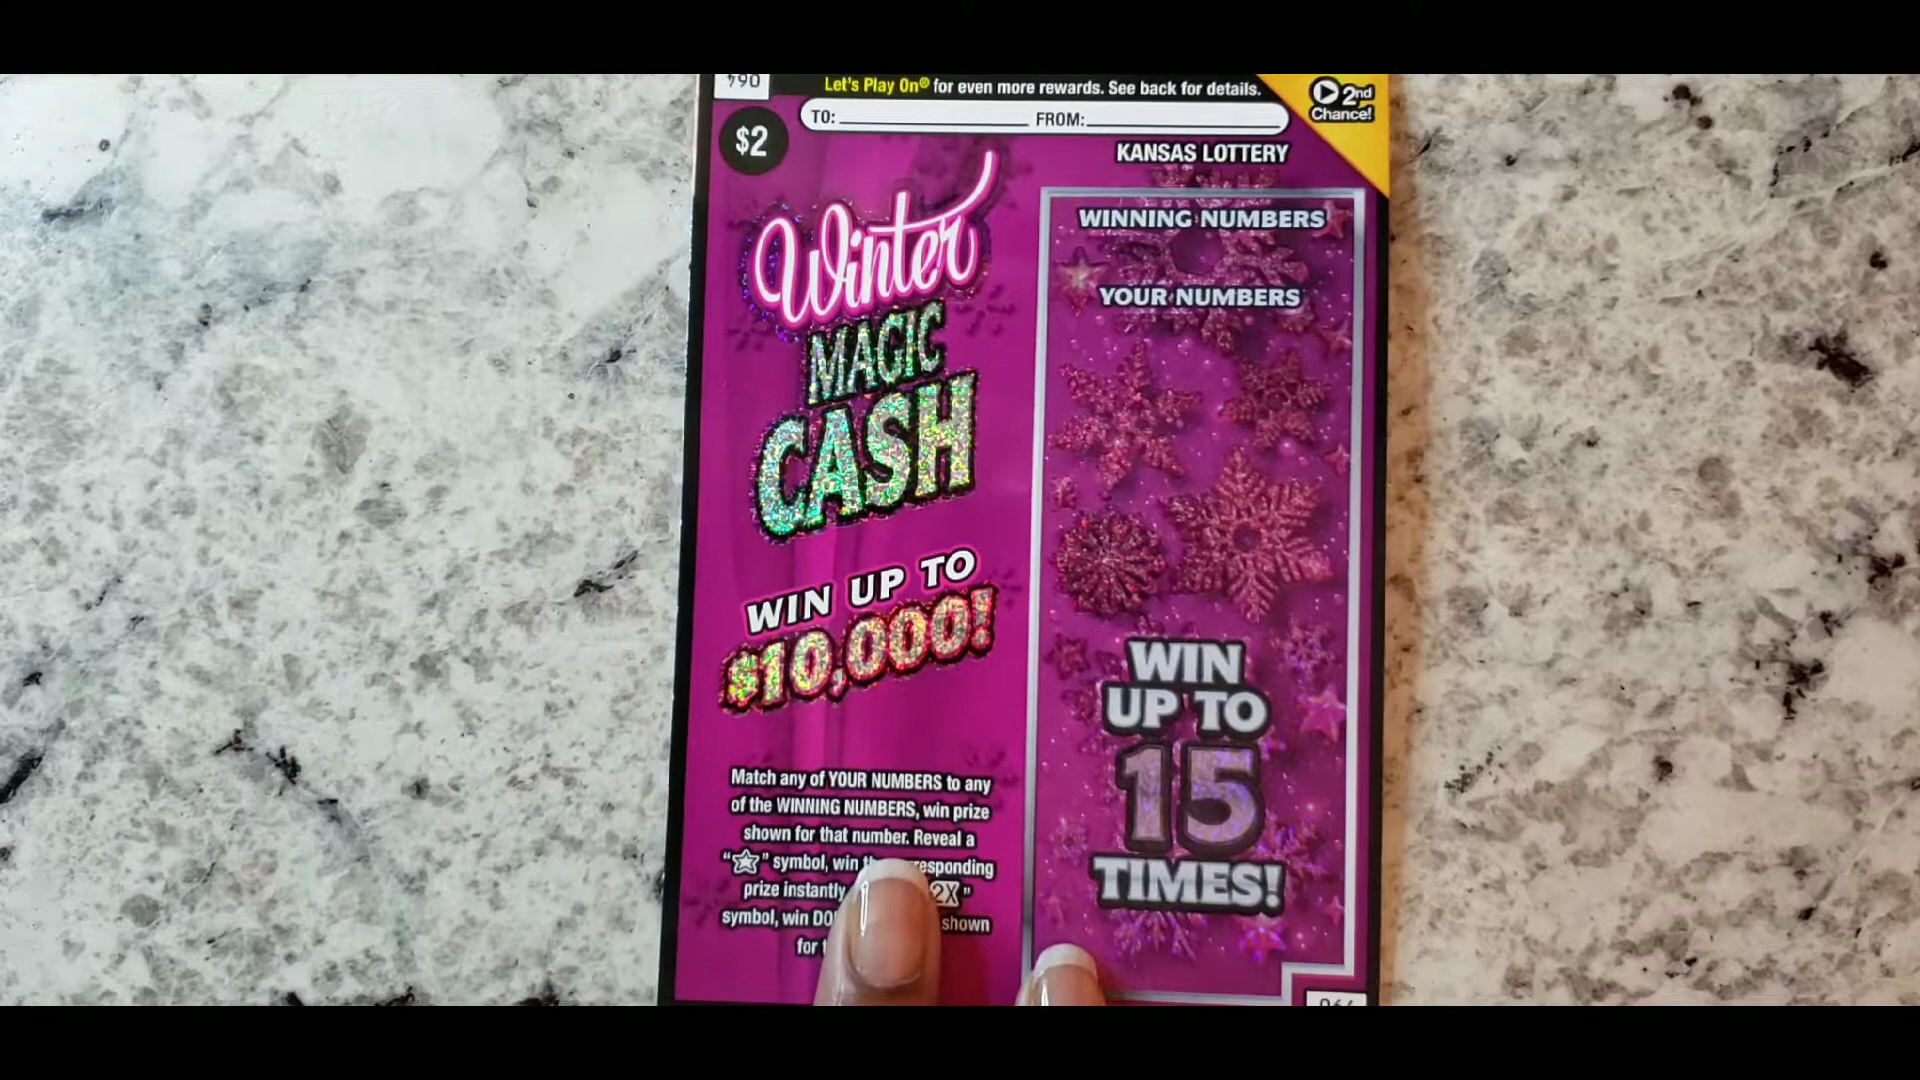 064
Let's Play On® for even more rewards. See back for details.
2nd
Chance!
TO: FROM:
$2
KANSAS LOTTERY
Winter
MAGIC
CASH
WIN UP TO
$10,000!
Match any of YOUR NUMBERS to any
of the WINNING NUMBERS, win prize
shown for that number. Reveal a
"☆" symbol, win
prize instantly 2X"
symbol, win shown
for
WINNING NUMBERS
YOUR NUMBERS
WIN
UP TO
15
TIMES!
064